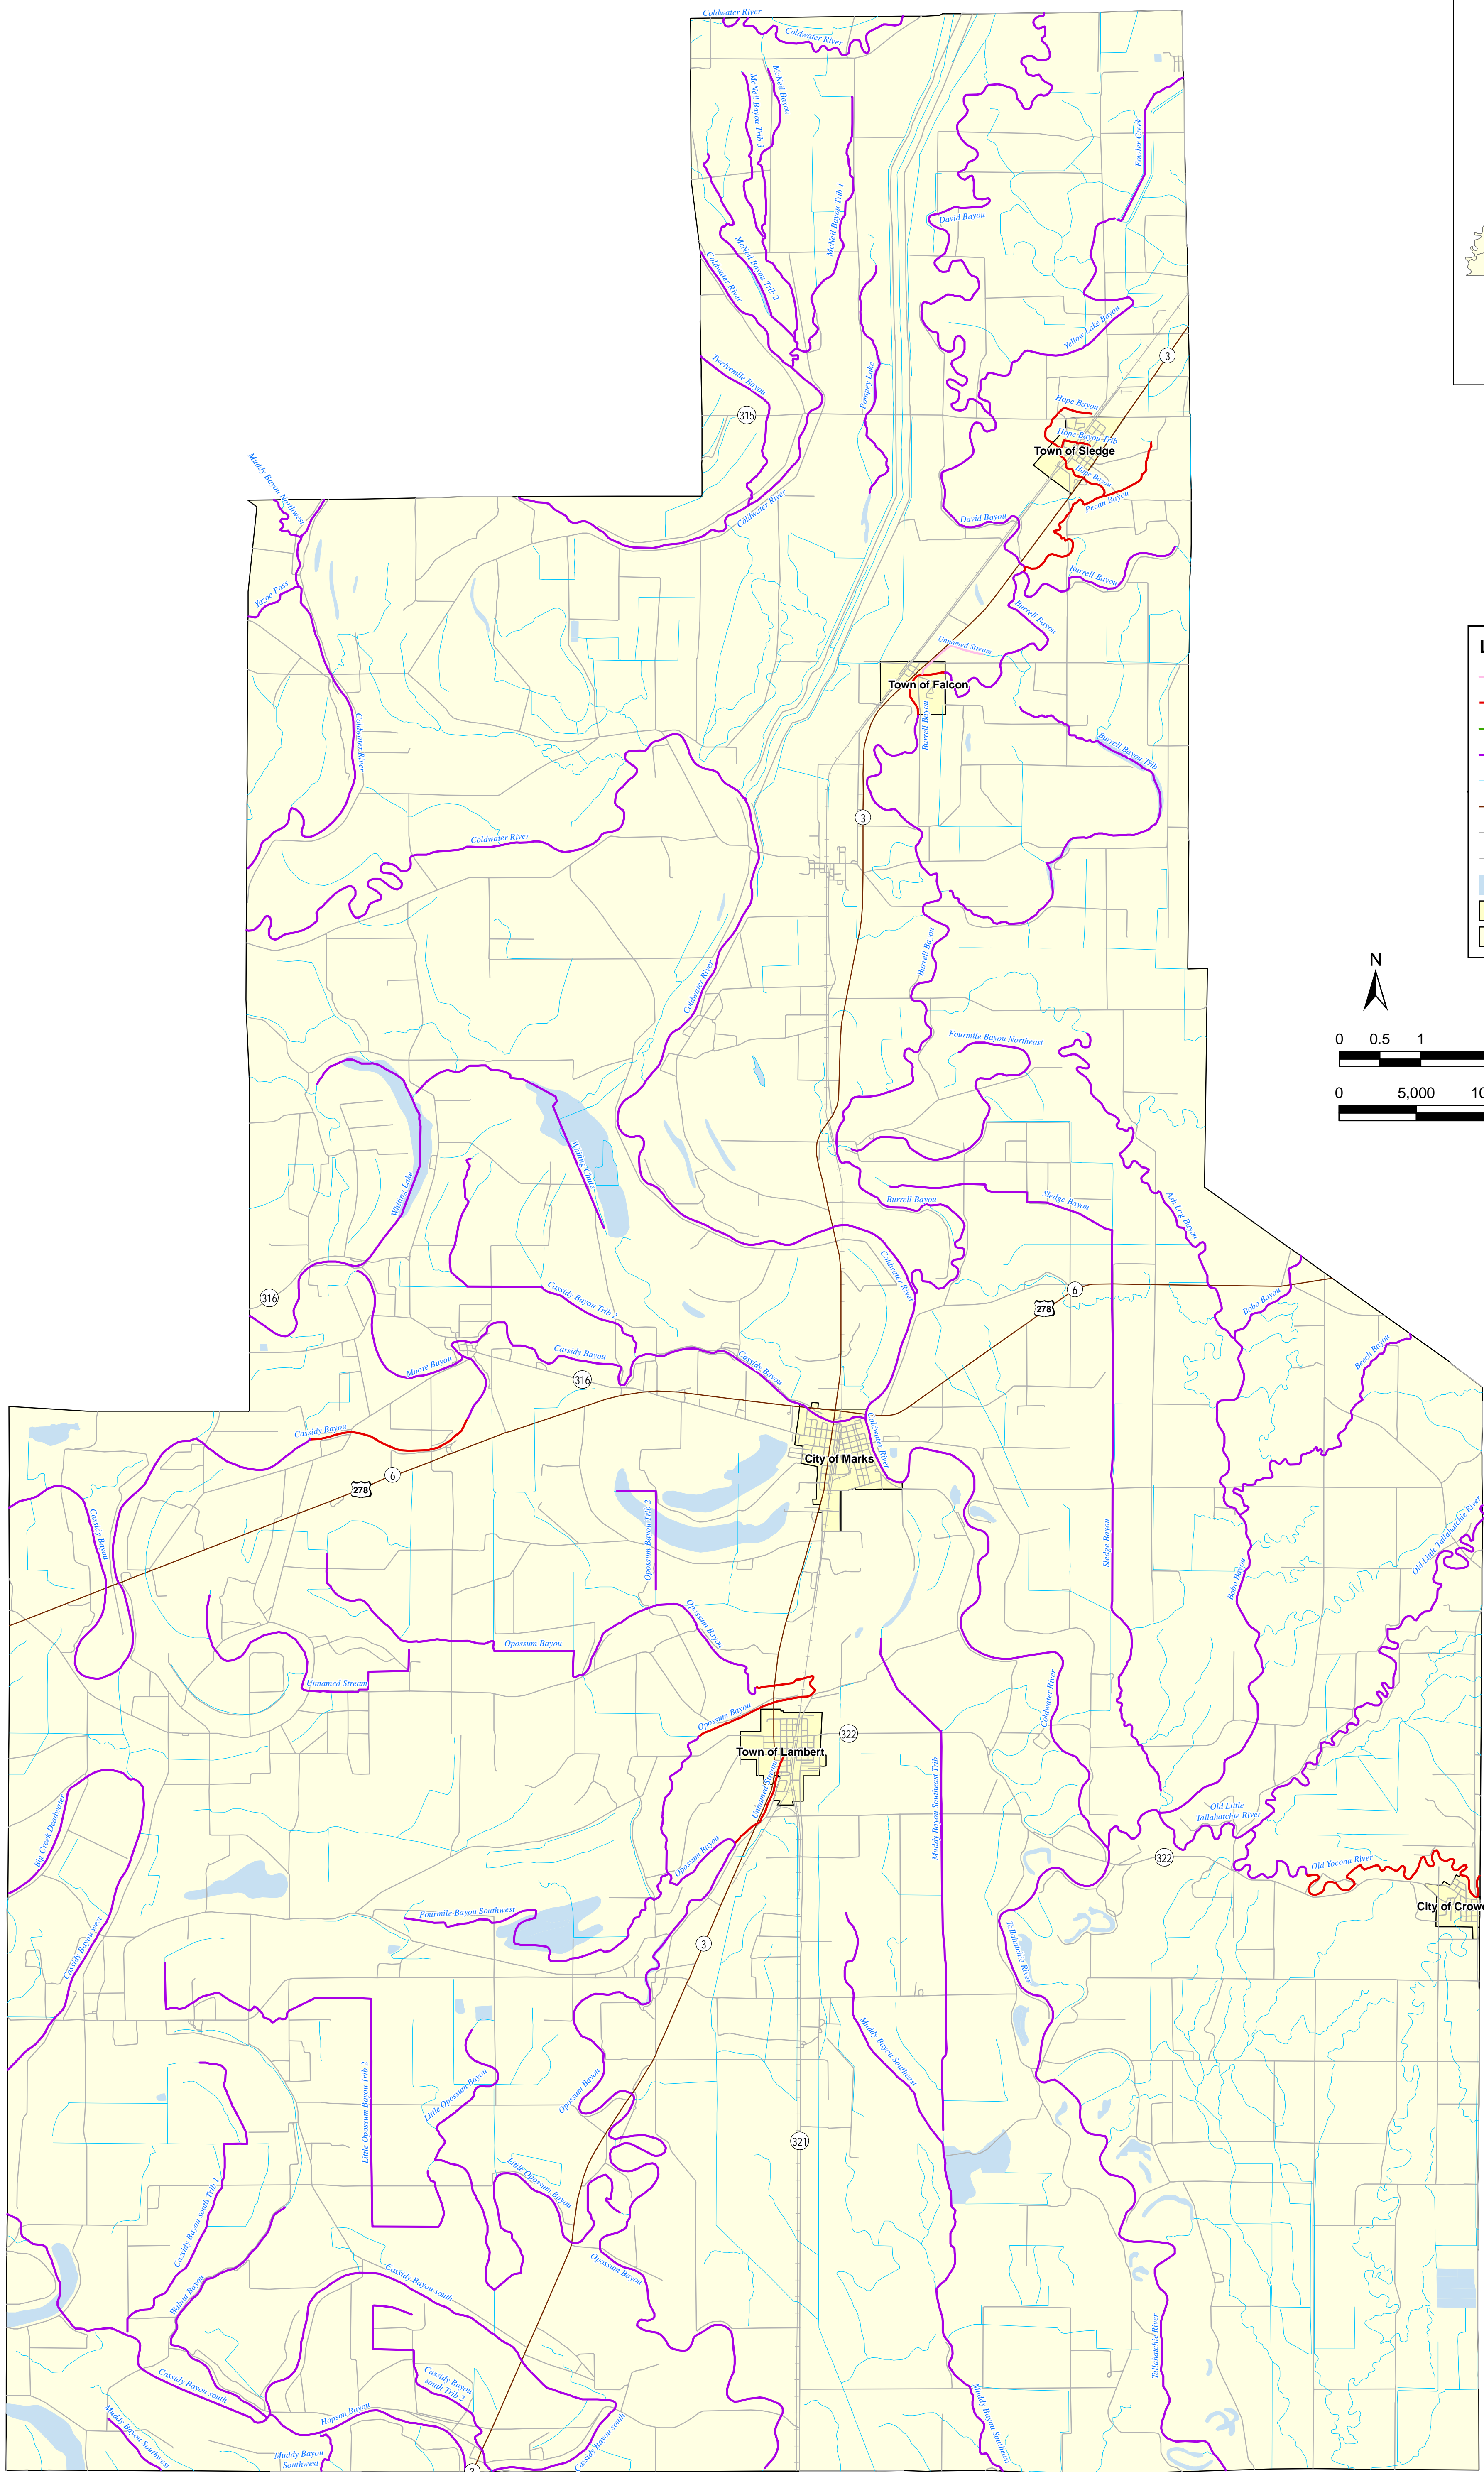 Coldwater River
Coldwater River
McNeil Bayou
McNeil Bayou Trib 3
Fowler Creek
McNeil Bayou Trib 1
David Bayou
McNeil Bayou Trib 2
Coldwater River
Yellow Lake Bayou
3
Twelvemile Bayou
Pompey Lake
Hope Bayou
315
Hope Bayou Trib
Town of Sledge
Hope Bayou
Pecan Bayou
Muddy Bayou Northwest
Coldwater River
David Bayou
Burrell Bayou
Yazoo Pass
Burrell Bayou
Unnamed Stream
Town of Falcon
Burrell Bayou
Coldwater River
Burrell Bayou Trib
L
3
Coldwater River
Burrell Bayou
N
Coldwater River
Fourmile Bayou Northeast
0 0.5 1
0 5,000 10
Whiting Chute
Whiting Lake
Burrell Bayou
Sledge Bayou
Ash Log Bayou
Coldwater River
6
316
Cassidy Bayou Trib 2
278
Bobo Bayou
Moore Bayou
Cassidy Bayou
Cassidy Bayou
Beech Bayou
316
Cassidy Bayou
Coldwater River
City of Marks
6
278
Cassidy Bayou
Opossum Bayou Trib 2
Sledge Bayou
Old Little Tallahatchie River
Bobo Bayou
Opossum Bayou
Opossum Bayou
Unnamed Stream
Coldwater River
Opossum Bayou
322
Town of Lambert
Unnamed Stream
Muddy Bayou Southeast Trib
Old Little
Tallahatchie River
Big Creek Deadwater
Opossum Bayou
322
Old Yocona River
City of Crow
Fourmile Bayou Southwest
Cassidy Bayou west
3
Tallahatchie River
Muddy Bayou Southeast
Little Opossum Bayou Trib 2
Little Opossum Bayou
Opossum Bayou
321
Little Opossum Bayou
Cassidy Bayou south Trib 1
Opossum Bayou
Walnut Bayou
Cassidy Bayou south
Tallahatchie River
Cassidy Bayou south
Cassidy Bayou
south Trib 2
Hopson Bayou
Muddy Bayou Southwest
Muddy Bayou
Southwest
Cassidy Bayou south
Muddy Bayou Southeast
3